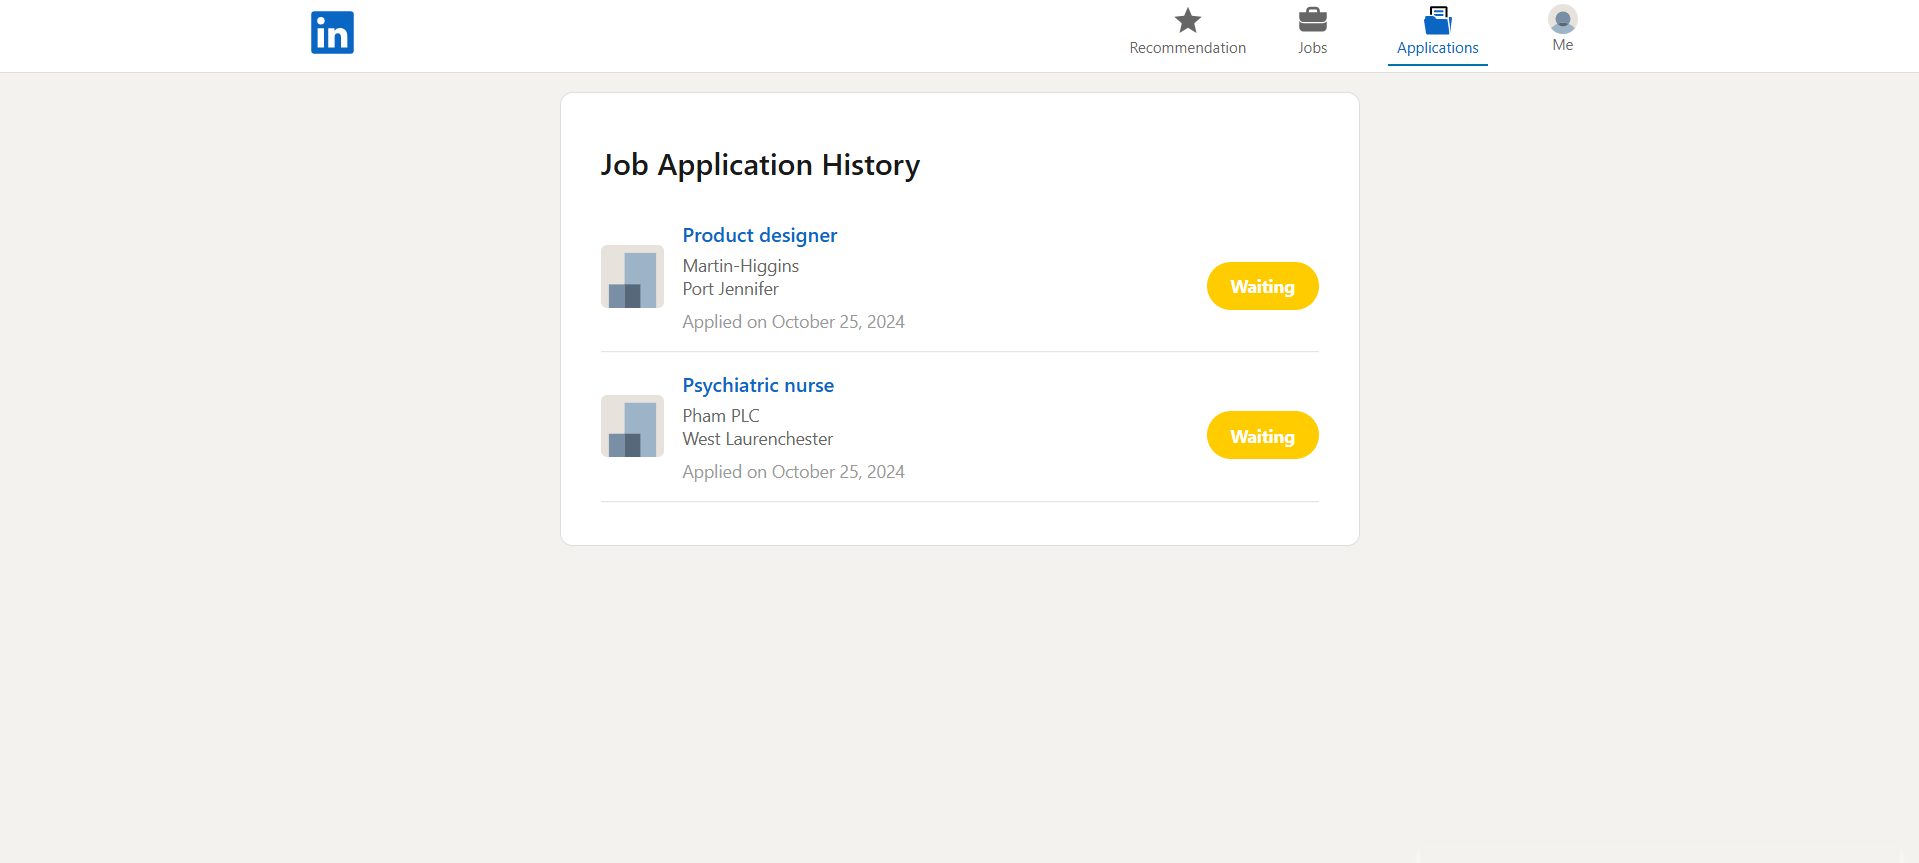 in
Recommendation
Jobs
Applications
Me
Job Application History
Product designer
Martin-Higgins
Port Jennifer
Applied on October 25, 2024
Waiting
Psychiatric nurse
Pham PLC
West Laurenchester
Applied on October 25, 2024
Waiting